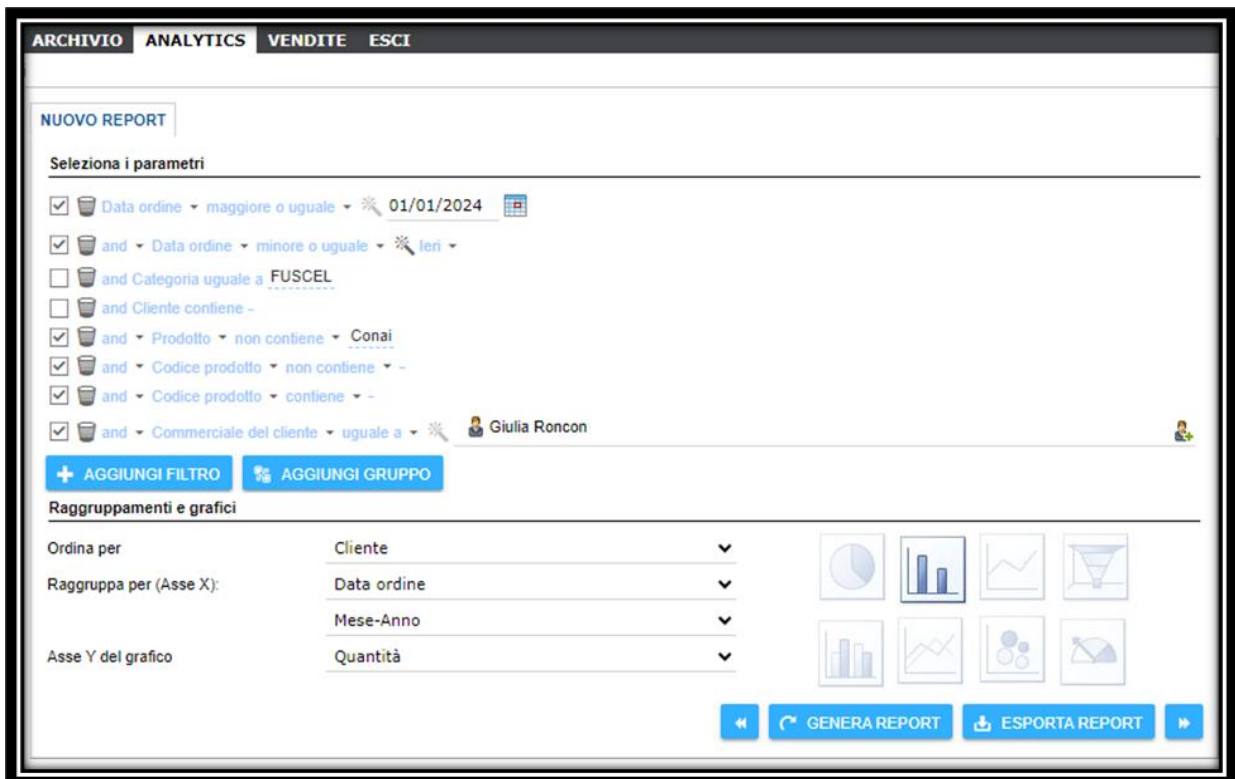 ARCHIVIO ANALYTICS VENDITE ESCI
NUOVO REPORT
Seleziona i parametri
Data ordine maggiore o uguale 01/01/2024
and Data ordine minore o uguale Ieri
and Categoria uguale a FUSCEL
and Cliente contiene -
and Prodotto non contiene Conai
and Codice prodotto non contiene -
and Codice prodotto contiene -
and Commerciale del cliente uguale a Giulia Roncon
AGGIUNGI FILTRO AGGIUNGI GRUPPO
Raggruppamenti e grafici
Ordina per Cliente
Raggruppa per (Asse X): Data ordine
Mese-Anno
Asse Y del grafico Quantità
GENERA REPORT ESPORTA REPORT